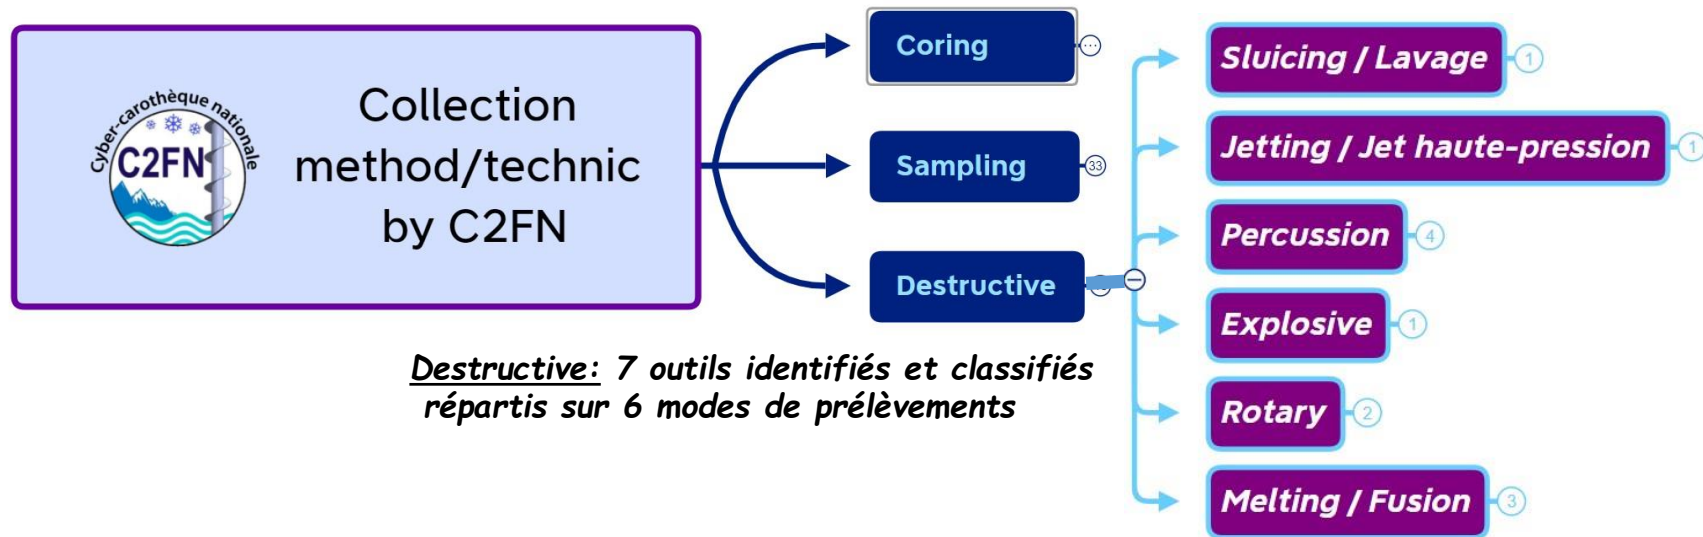 Cyber-carothèque nationale
C2FN
Collection
method/technic
by C2FN
Coring
...
Sampling
33
Destructive
Sluicing / Lavage
1
Jetting / Jet haute-pression
1
Percussion
4
Explosive
1
Rotary
2
Melting / Fusion
3
Destructive: 7 outils identifiés et classifiés
répartis sur 6 modes de prélèvements